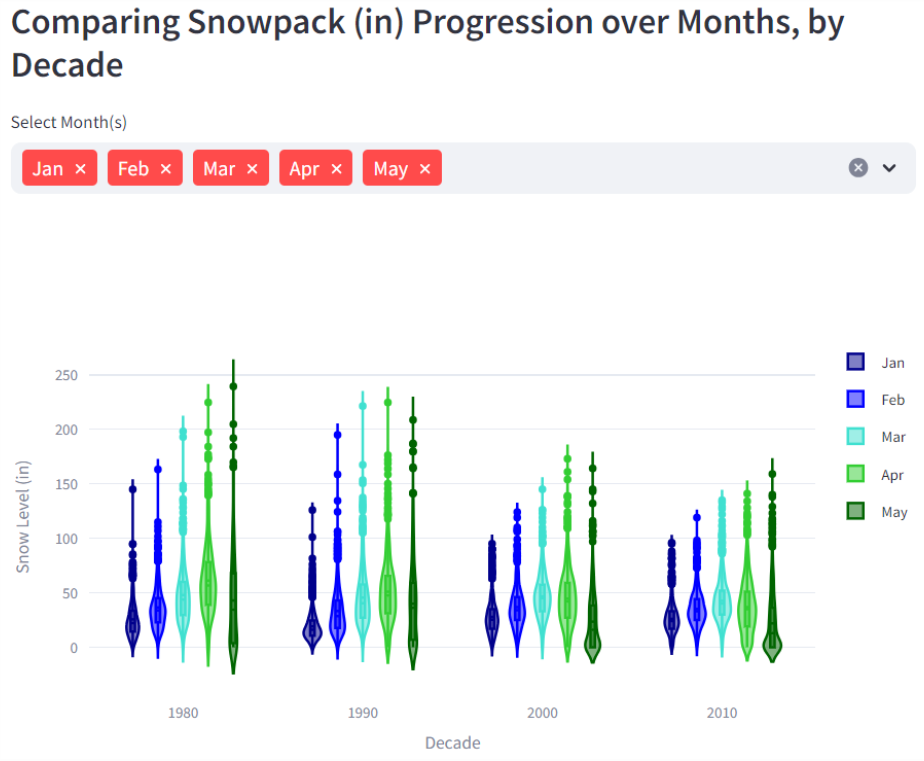 Comparing Snowpack (in) Progression over Months, by
Decade
Select Month(s)
Jan × Feb × Mar × Apr × May ×
250
200
150
100
50
0
Snow Level (in)
1980 1990 2000 2010
Decade
Jan
Feb
Mar
Apr
May